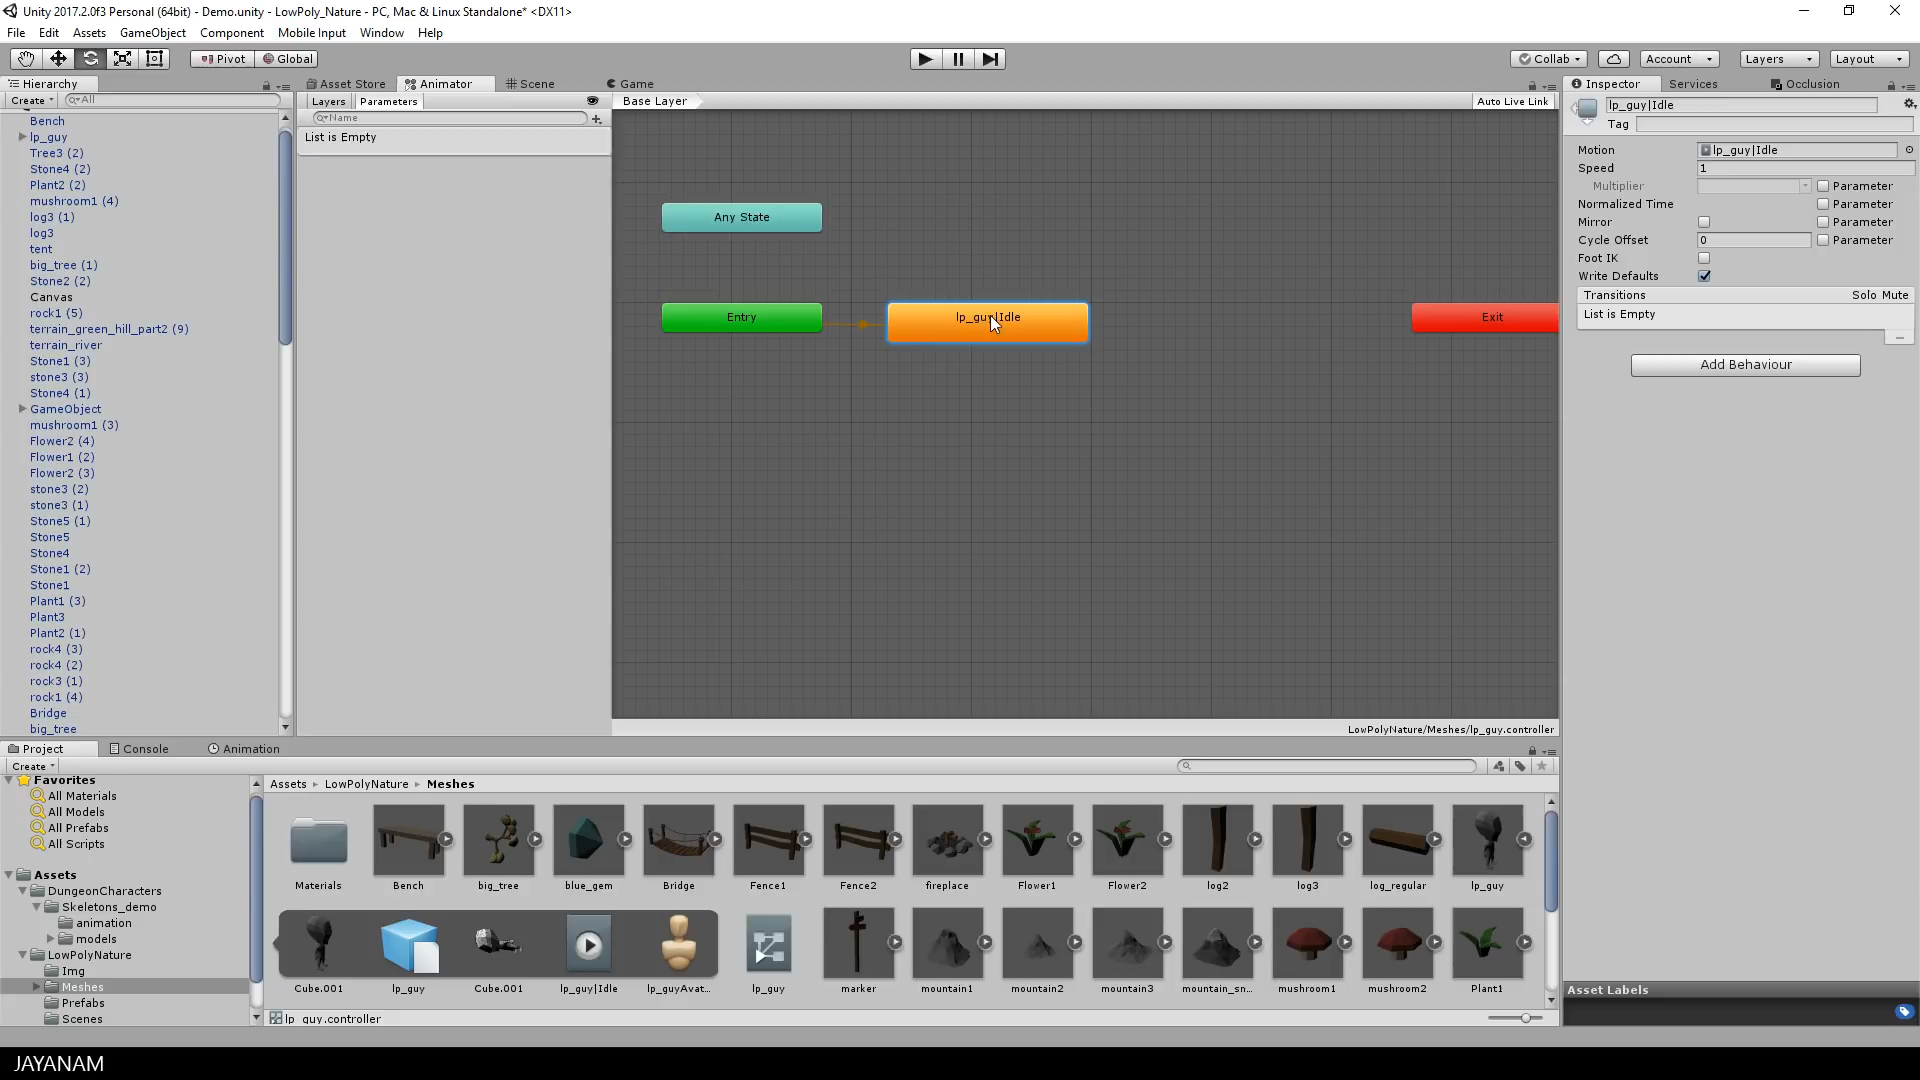 Unity 2017.2.0f3 Personal (64bit) - Demo.unity - LowPoly_Nature - PC, Mac & Linux Standalone* <DX11>
File Edit Assets GameObject Component Mobile Input Window Help
Pivot Global Collab Account Layers Layout
Hierarchy Asset Store Animator Scene Game Inspector Services Occlusion
Create All Layers Parameters Base Layer Auto Live Link lp_guy|Idle
Name Tag
Bench
lp_guy List is Empty
Tree3 (2) Motion lp_guy|Idle
Stone4 (2) Speed 1
Plant2 (2) Multiplier Parameter
mushroom1 (4) Normalized Time Parameter
log3 (1) Any State Mirror Parameter
log3 Cycle Offset 0 Parameter
tent Foot IK
big_tree (1)
Stone2 (2) Write Defaults
Canvas Transitions Solo Mute
rock1 (5) Entry lp_guy|Idle Exit List is Empty
terrain_green_hill_part2 (9)
terrain_river
Stone1 (3) Add Behaviour
stone3 (3)
Stone4 (1)
GameObject
mushroom1 (3)
Flower2 (4)
Flower1 (2)
Flower2 (3)
stone3 (2)
stone3 (1)
Stone5 (1)
Stone5
Stone4
Stone1 (2)
Stone1
Plant1 (3)
Plant3
Plant2 (1)
rock4 (3)
rock4 (2)
rock3 (1)
rock1 (4)
Bridge
big_tree LowPolyNature/Meshes/lp_guy.controller
Project Console Animation
Create
Favorites Assets LowPolyNature Meshes
All Materials
All Models
All Prefabs
All Scripts
Assets
DungeonCharacters
Skeletons_demo
animation
models
LowPolyNature
Img
Meshes
Prefabs
Scenes
Materials Bench big_tree blue_gem Bridge Fence1 Fence2 fireplace Flower1 Flower2 log2 log3 log_regular lp_guy
Cube.001 lp_guy Cube.001 lp_guy|Idle lp_guyAvat... lp_guy marker mountain1 mountain2 mountain3 mountain_sn... mushroom1 mushroom2 Plant1
lp_guy.controller
Asset Labels
JAYANAM